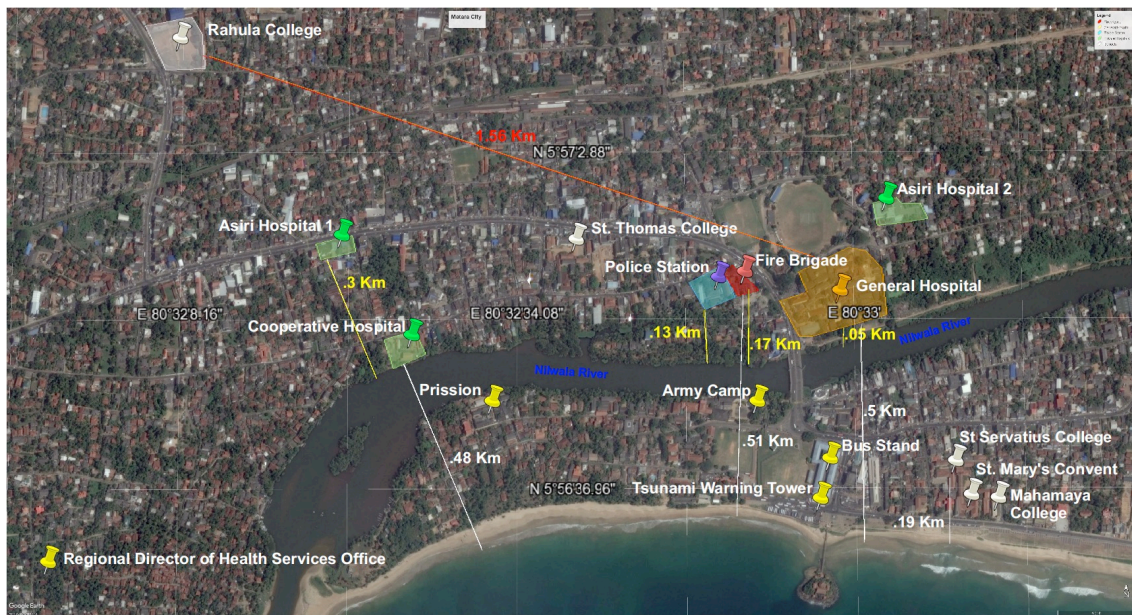 Matara City
Legend
Rahula College
1.56 Km
N 5°57'2.88"
Asiri Hospital 2
Asiri Hospital 1
St. Thomas College
Police Station
Fire Brigade
.3 Km
General Hospital
E 80°32'8.16"
E 80°32'34.08"
E 80°33'
Cooperative Hospital
.13 Km
.17 Km
.05 Km
Nilwala River
Nilwala River
Prission
Army Camp
.5 Km
.48 Km
.51 Km
Bus Stand
St Servatius College
St. Mary's Convent
N 5°56'36.96"
Tsunami Warning Tower
Mahamaya
College
.19 Km
Regional Director of Health Services Office
Google Earth